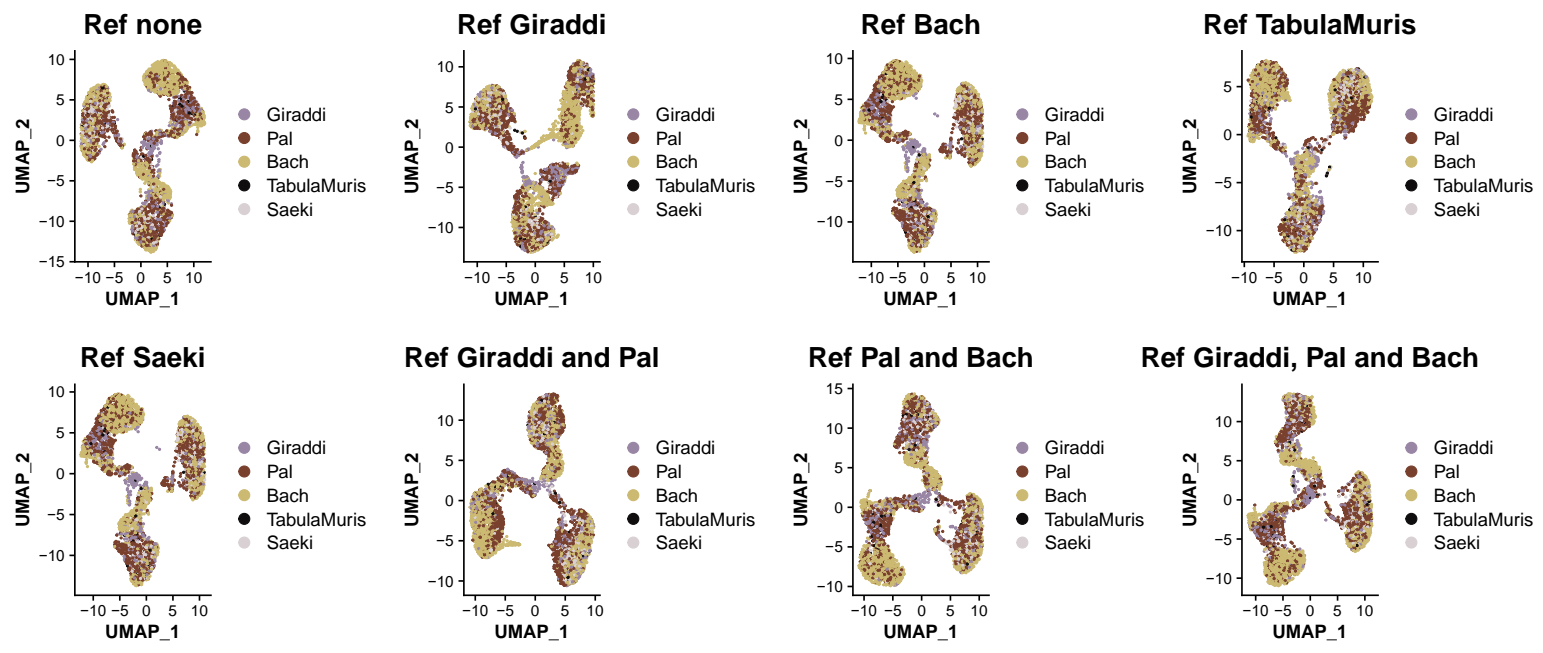 Ref none
10
5
0
−5
−10
−15
UMAP_2
−10 −5 0 5 10
UMAP_1
Giraddi
Pal
Bach
TabulaMuris
Saeki
Ref Giraddi
10
5
0
−5
−10
UMAP_2
−10 −5 0 5 10
UMAP_1
Giraddi
Pal
Bach
TabulaMuris
Saeki
Ref Bach
10
5
0
−5
−10
UMAP_2
−10 −5 0 5 10
UMAP_1
Giraddi
Pal
Bach
TabulaMuris
Saeki
Ref TabulaMuris
5
0
−5
−10
UMAP_2
−10 −5 0 5 10
UMAP_1
Giraddi
Pal
Bach
TabulaMuris
Saeki
Ref Saeki
10
5
0
−5
−10
UMAP_2
−10 −5 0 5 10
UMAP_1
Giraddi
Pal
Bach
TabulaMuris
Saeki
Ref Giraddi and Pal
10
5
0
−5
−10
UMAP_2
−10 −5 0 5 10
UMAP_1
Giraddi
Pal
Bach
TabulaMuris
Saeki
Ref Pal and Bach
15
10
5
0
−5
−10
UMAP_2
−10 −5 0 5 10
UMAP_1
Giraddi
Pal
Bach
TabulaMuris
Saeki
Ref Giraddi, Pal and Bach
10
5
0
−5
−10
UMAP_2
−10 −5 0 5 10
UMAP_1
Giraddi
Pal
Bach
TabulaMuris
Saeki